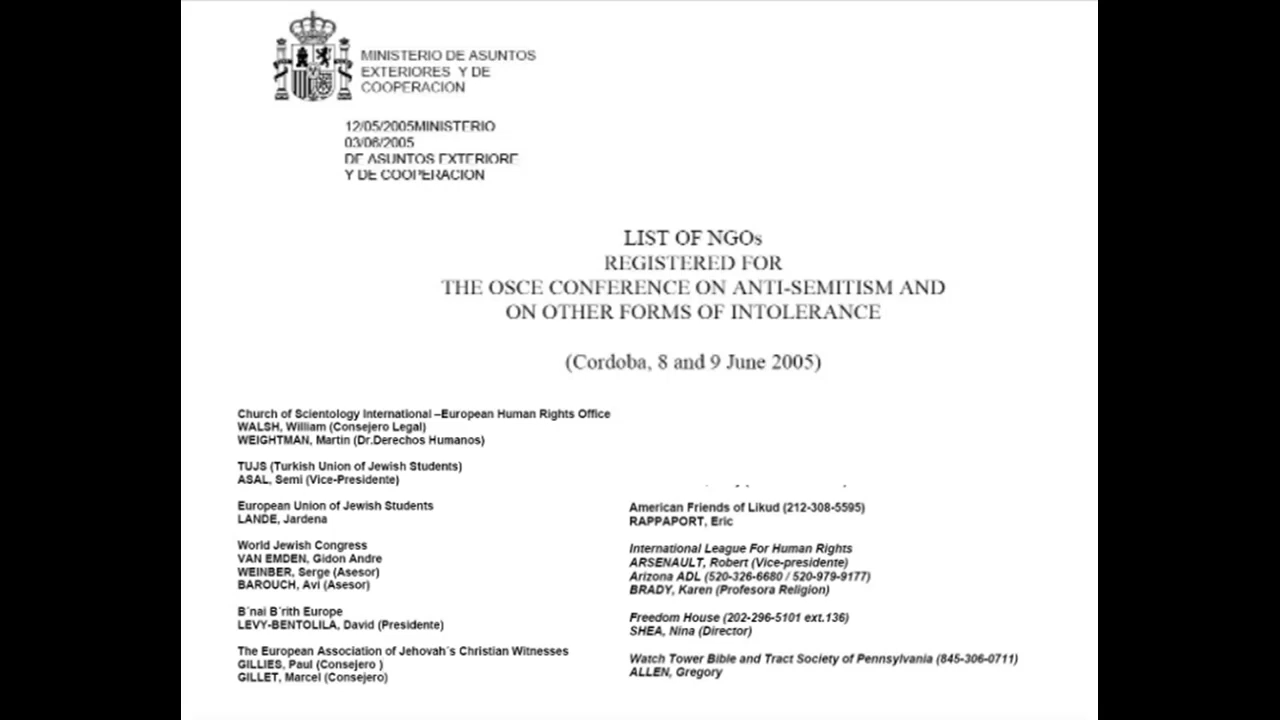 MINISTERIO DE ASUNTOS
EXTERIORES Y DE
COOPERACION
12/05/2005MINISTERIO
03/06/2005
DE ASUNTOS EXTERIORE
Y DE COOPERACION
LIST OF NGOs
REGISTERED FOR
THE OSCE CONFERENCE ON ANTI-SEMITISM AND
ON OTHER FORMS OF INTOLERANCE
(Cordoba, 8 and 9 June 2005)
Church of Scientology International –European Human Rights Office
WALSH, William (Consejero Legal)
WEIGHTMAN, Martin (Dr.Derechos Humanos)
TUJS (Turkish Union of Jewish Students)
ASAL, Semi (Vice-Presidente)
European Union of Jewish Students
LANDE, Jardena
World Jewish Congress
VAN EMDEN, Gidon Andre
WEINBER, Serge (Asesor)
BAROUCH, Avi (Asesor)
B´nai B´rith Europe
LEVY-BENTOLILA, David (Presidente)
The European Association of Jehovah´s Christian Witnesses
GILLIES, Paul (Consejero )
GILLET, Marcel (Consejero)
American Friends of Likud (212-308-5595)
RAPPAPORT, Eric
International League For Human Rights
ARSENAULT, Robert (Vice-presidente)
Arizona ADL (520-326-6680 / 520-979-9177)
BRADY, Karen (Profesora Religion)
Freedom House (202-296-5101 ext.136)
SHEA, Nina (Director)
Watch Tower Bible and Tract Society of Pennsylvania (845-306-0711)
ALLEN, Gregory